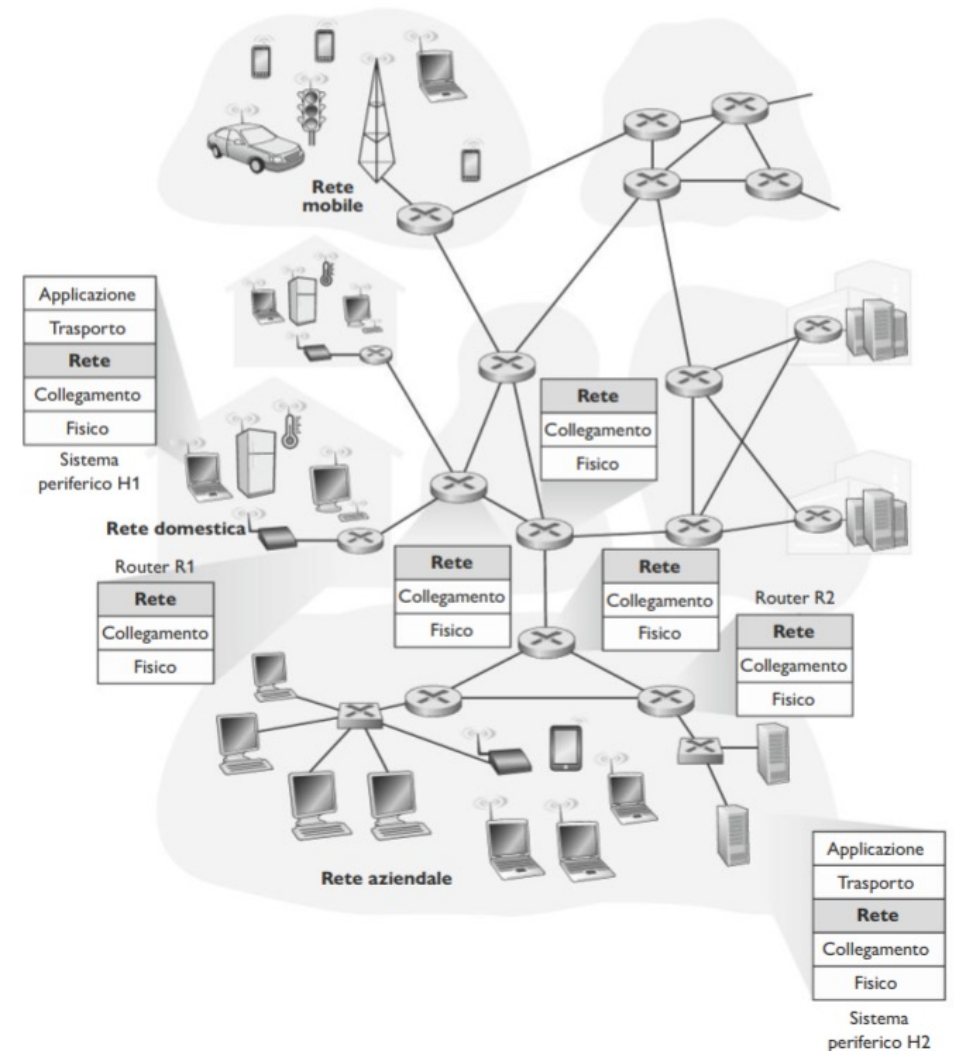 Rete
mobile
Applicazione
Trasporto
Rete
Collegamento
Fisico
Sistema
periferico H1
Rete
Collegamento
Fisico
Rete domestica
Router R1
Rete
Collegamento
Fisico
Rete
Collegamento
Fisico
Rete
Collegamento
Fisico
Router R2
Rete
Collegamento
Fisico
Rete aziendale
Applicazione
Trasporto
Rete
Collegamento
Fisico
Sistema
periferico H2